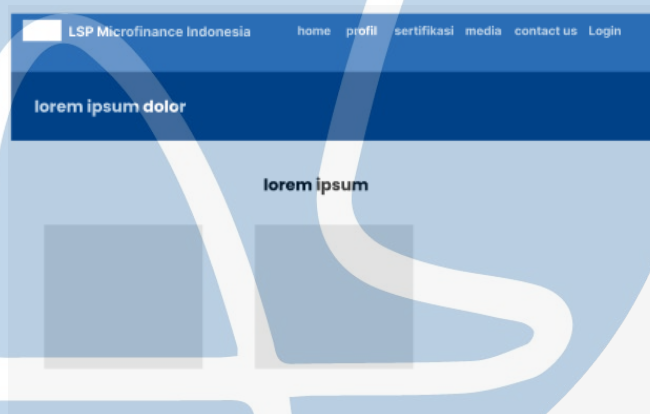 LSP Microfinance Indonesia home profil sertifikasi media contact us Login
lorem ipsum dolor
lorem ipsum